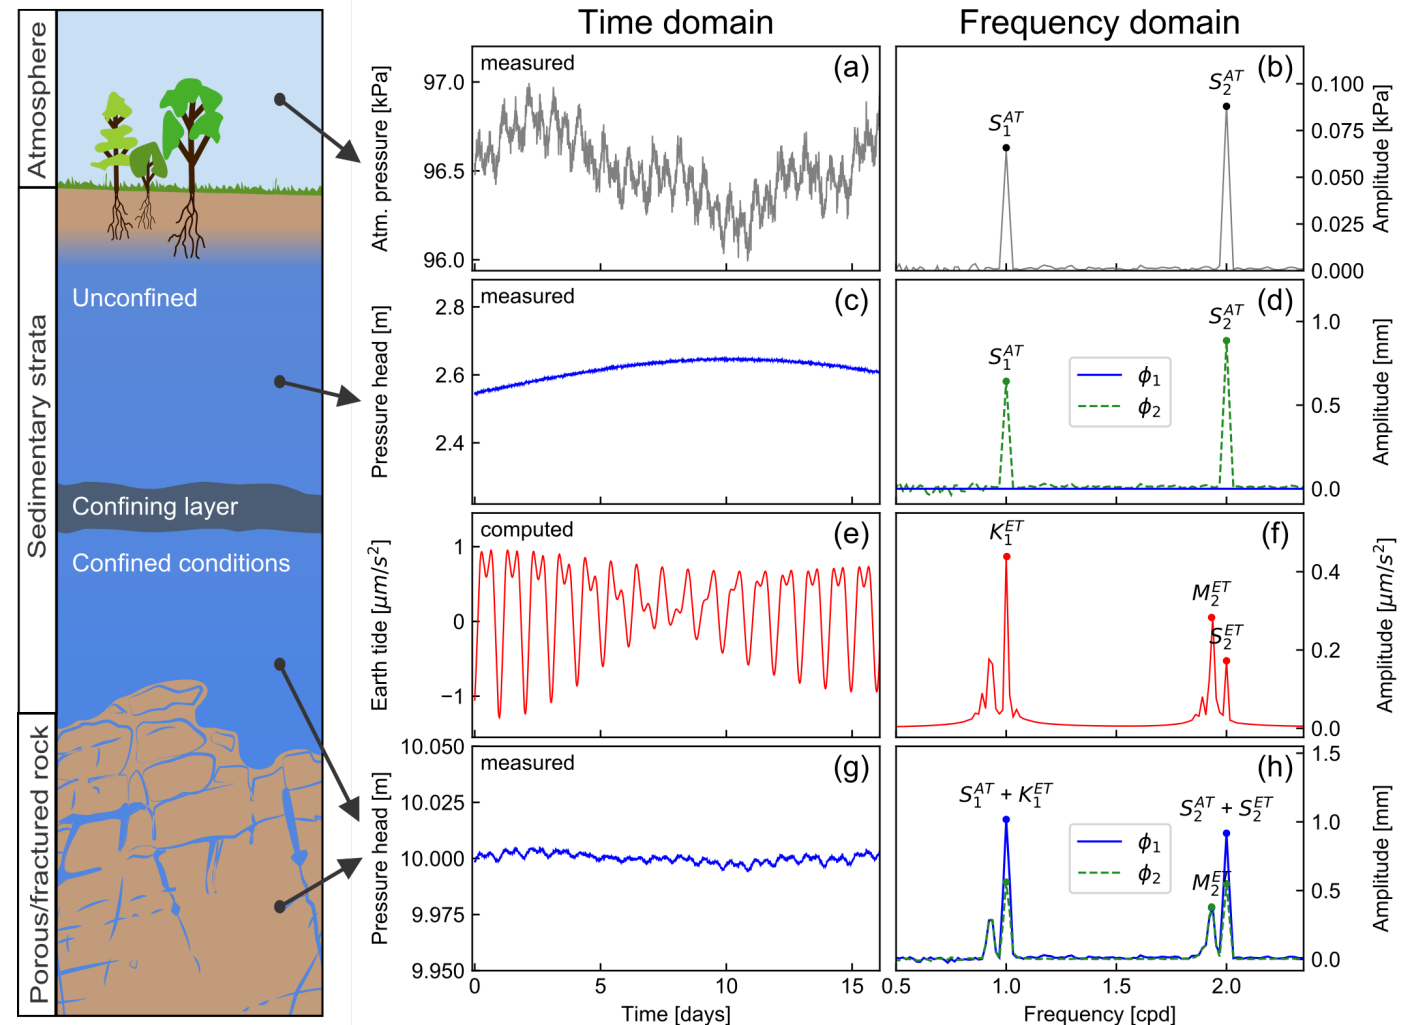 Time domain
Frequency domain
Atmosphere
Sedimentary strata
Porous/fractured rock
Unconfined
Confining layer
Confined conditions
measured
(a)
Atm. pressure [kPa]
97.0
96.5
96.0
(b)
S₁ᴬᵀ
S₂ᴬᵀ
0.100
0.075
0.050
0.025
0.000
Amplitude [kPa]
measured
(c)
Pressure head [m]
2.8
2.6
2.4
(d)
S₁ᴬᵀ
S₂ᴬᵀ
ϕ₁
ϕ₂
1.0
0.5
0.0
Amplitude [mm]
computed
(e)
Earth tide [μm/s²]
1
0
−1
(f)
K₁ᴱᵀ
M₂ᴱᵀ
S₂ᴱᵀ
0.4
0.2
0.0
Amplitude [μm/s²]
measured
(g)
Pressure head [m]
10.050
10.025
10.000
9.975
9.950
0 5 10 15
Time [days]
(h)
S₁ᴬᵀ + K₁ᴱᵀ
S₂ᴬᵀ + S₂ᴱᵀ
M₂ᴱᵀ
ϕ₁
ϕ₂
1.5
1.0
0.5
0.0
Amplitude [mm]
0.5 1.0 1.5 2.0
Frequency [cpd]